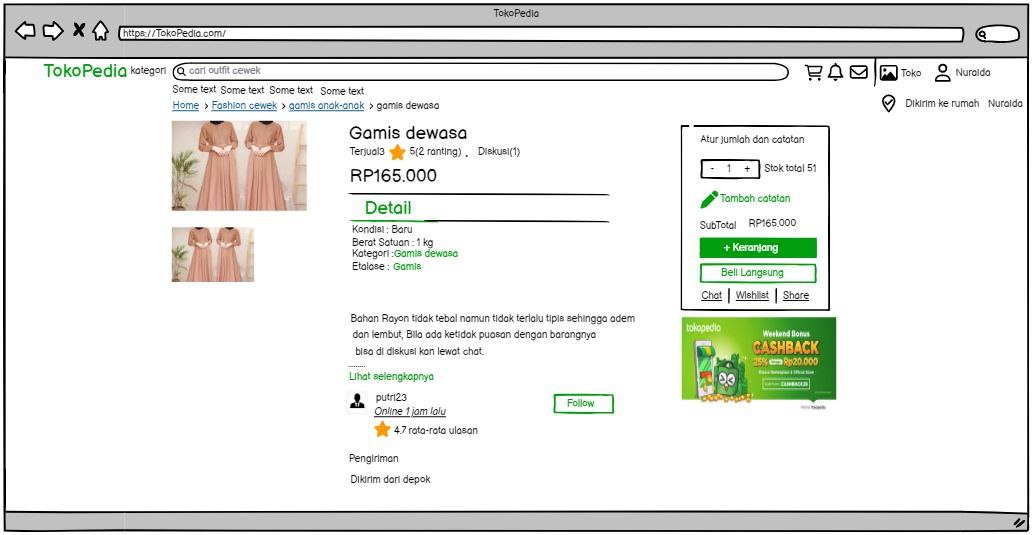 TokoPedia
https://TokoPedia.com/
TokoPedia kategori cari outfit cewek Toko Nuraida
Some text Some text Some text Some text
Home > Fashion cewek > gamis anak-anak > gamis dewasa
Dikirim ke rumah Nuraida
Gamis dewasa
Terjual3 5(2 ranting) . Diskusi(1)
RP165.000
Detail
Kondisi : Baru
Berat Satuan : 1 kg
Kategori :Gamis dewasa
Etalase : Gamis
Bahan Rayon tidak tebal namun tidak terlalu tipis sehingga adem
dan lembut, Bila ada ketidak puasan dengan barangnya
bisa di diskusi kan lewat chat.
.........
Lihat selengkapnya
putri23
Online 1 jam lalu
Follow
4.7 rata-rata ulasan
Pengiriman
Dikirim dari depok
Atur jumlah dan catatan
- 1 + Stok total 51
Tambah catatan
SubTotal RP165.000
+ Keranjang
Beli Langsung
Chat | Wishlist | Share
tokopedia
Weekend Bonus
CASHBACK
25% Rp20.000
CASHBACK25